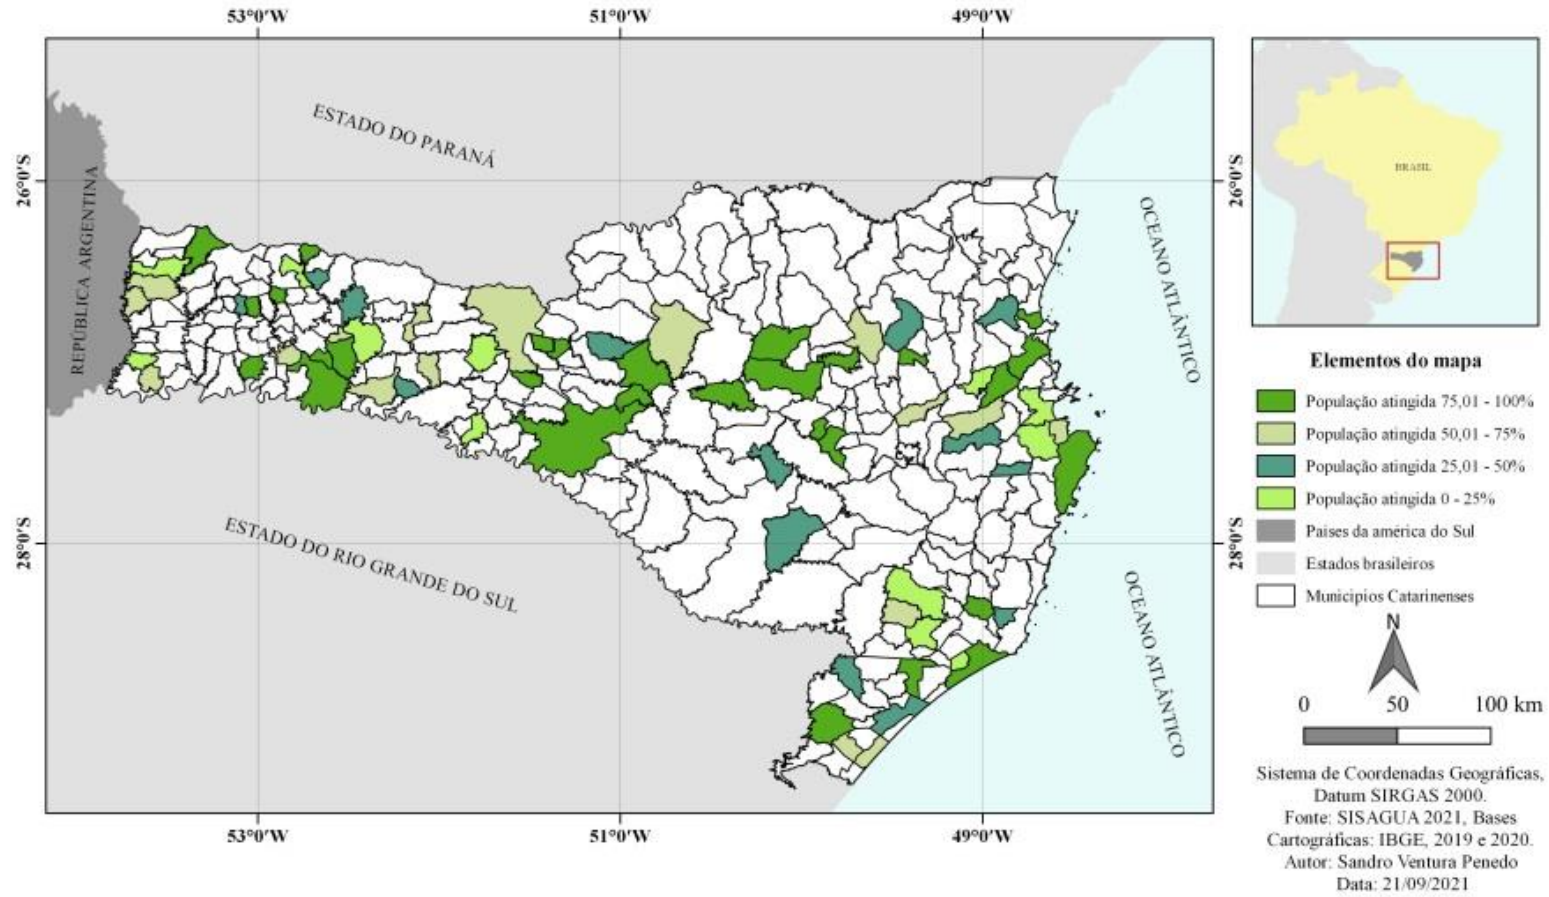 53°0'W
51°0'W
49°0'W
26°0'S
28°0'S
26°0'S
28°0'S
53°0'W
51°0'W
49°0'W
ESTADO DO PARANÁ
REPÚBLICA ARGENTINA
ESTADO DO RIO GRANDE DO SUL
OCEANO ATLÂNTICO
OCEANO ATLÂNTICO
BRASIL
Elementos do mapa
População atingida 75,01 - 100%
População atingida 50,01 - 75%
População atingida 25,01 - 50%
População atingida 0 - 25%
Paises da américa do Sul
Estados brasileiros
Municipios Catarinenses
N
0 50 100 km
Sistema de Coordenadas Geográficas,
Datum SIRGAS 2000.
Fonte: SISAGUA 2021, Bases
Cartográficas: IBGE, 2019 e 2020.
Autor: Sandro Ventura Penedo
Data: 21/09/2021